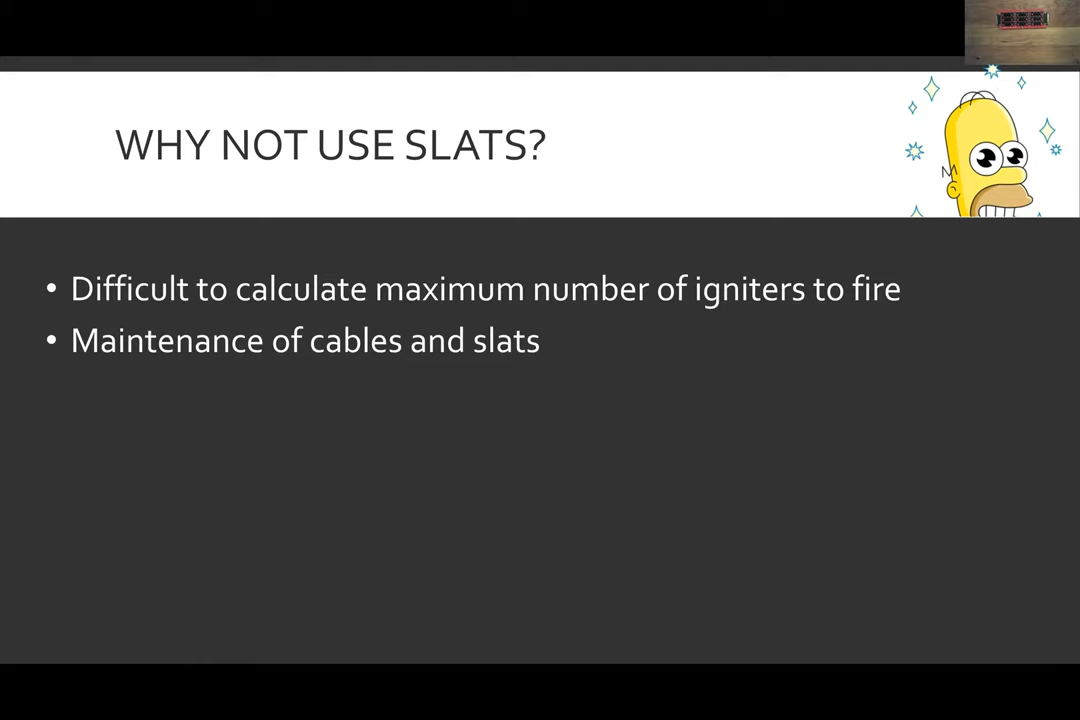 WHY NOT USE SLATS?
• Difficult to calculate maximum number of igniters to fire
• Maintenance of cables and slats